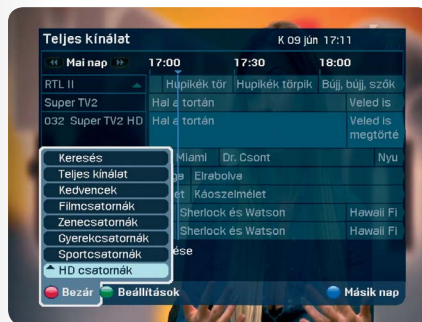 Teljes kínálat
K 09 jún 17:11
Mai nap 17:00 17:30 18:00
RTL II Hupikék tör Hupikék törpik Bújj, bújj, szők
Super TV2 Hal a tortán Veled is
032 Super TV2 HD Hal a tortán Veled is
megtörté
Keresés Miami Dr. Csont Nyu
Teljes kínálat Elrabolva
Kedvencek et Káoszelmélet
Filmcsatornák Sherlock és Watson Hawaii Fi
Zenecsatornák Sherlock és Watson Hawaii Fi
Gyerekcsatornák
Sportcsatornák ése
HD csatornák
Bezár Beállítások Másik nap